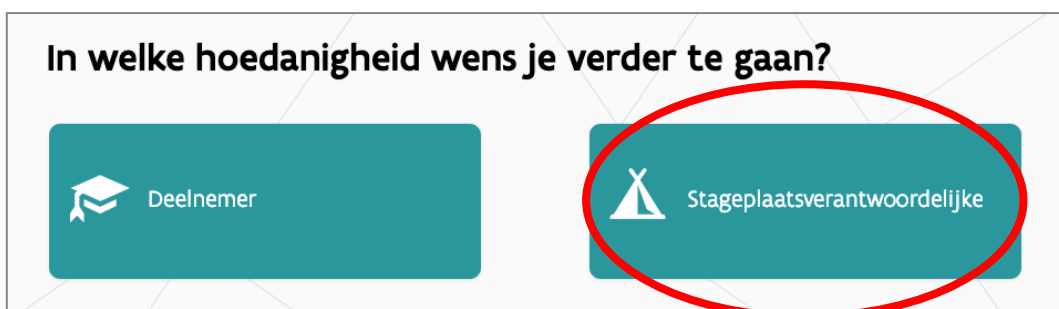 In welke hoedanigheid wens je verder te gaan?
Deelnemer
Stageplaatsverantwoordelijke